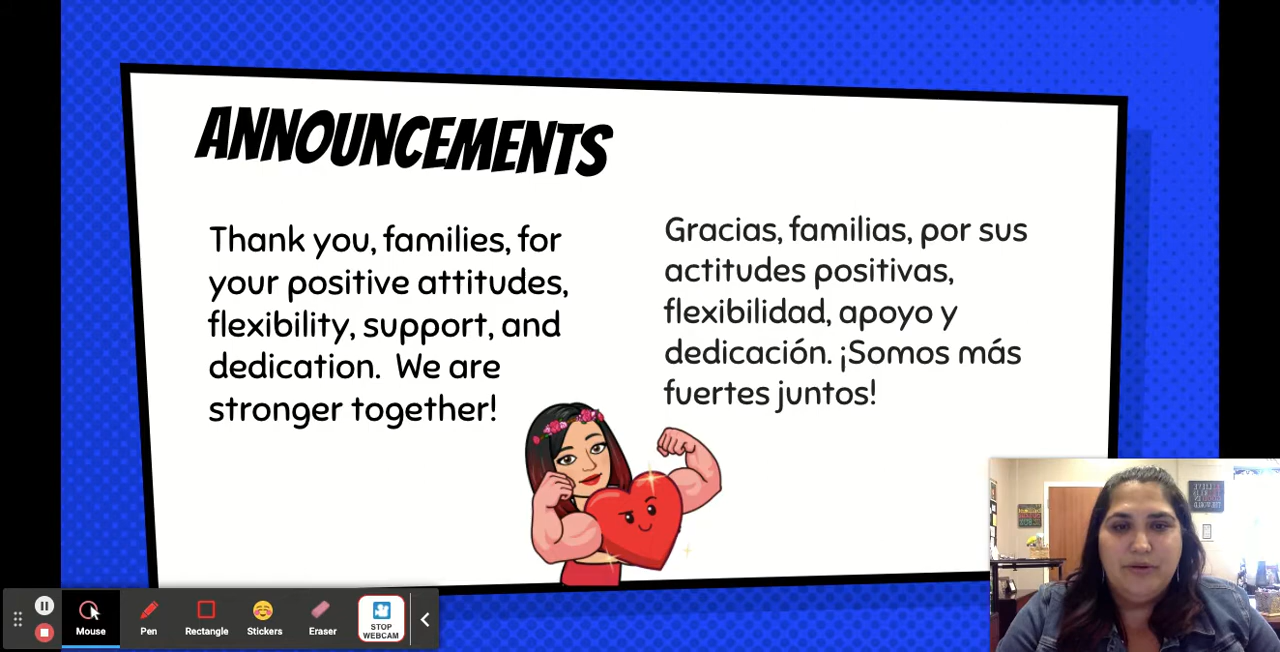 ANNOUNCEMENTS
Thank you, families, for
your positive attitudes,
flexibility, support, and
dedication.  We are
stronger together!
Gracias, familias, por sus
actitudes positivas,
flexibilidad, apoyo y
dedicación. ¡Somos más
fuertes juntos!
Mouse
Pen
Rectangle
Stickers
Eraser
STOP
WEBCAM